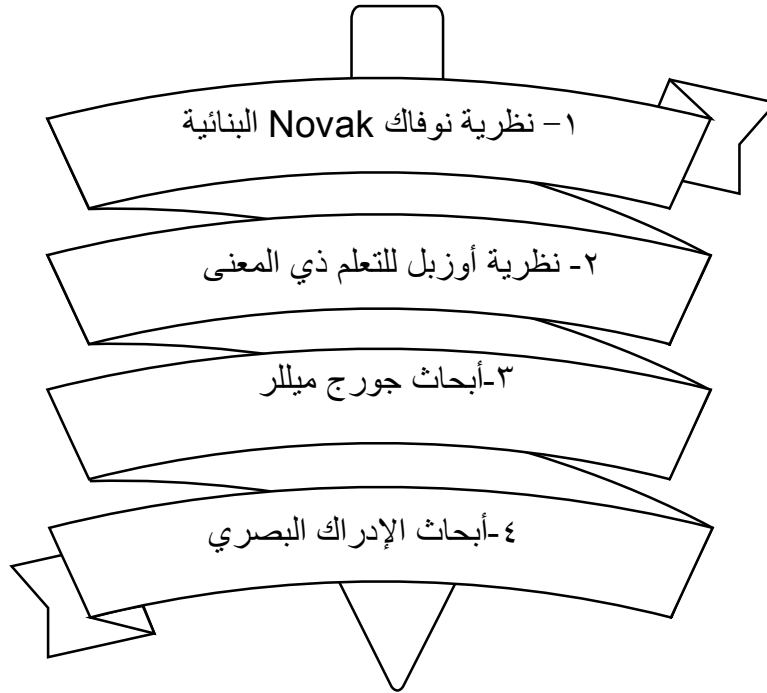 ١- نظرية نوفاك Novak البنائية
٢- نظرية أوزبل للتعلم ذي المعنى
٣-أبحاث جورج ميللر
٤-أبحاث الإدراك البصري